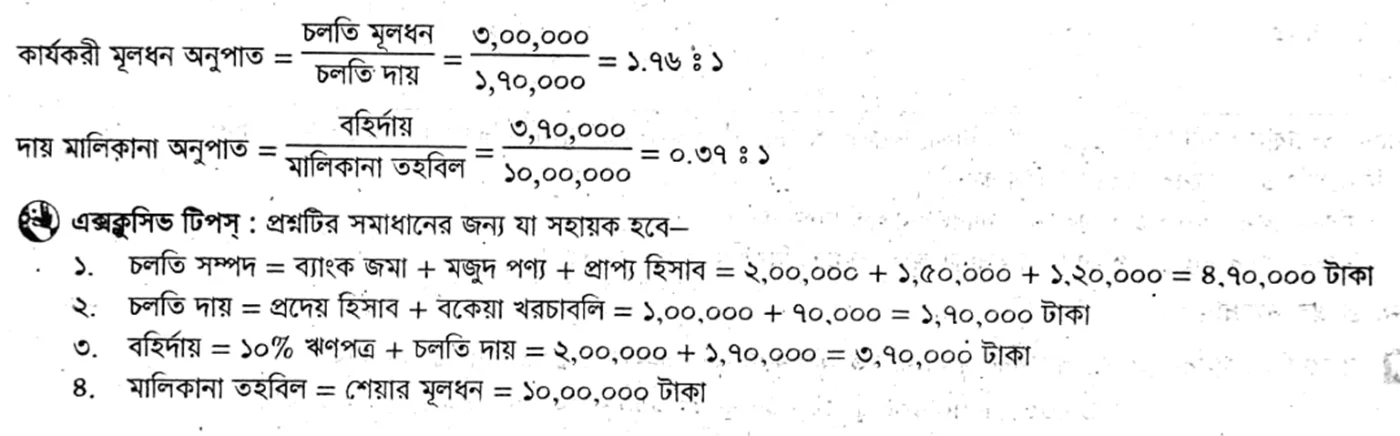 কার্যকরী মূলধন অনুপাত = চলতি মূলধন / চলতি দায় = ৩,০০,০০০ / ১,৭০,০০০ = ১.৭৬ ঃ ১
দায় মালিকানা অনুপাত = বহির্দায় / মালিকানা তহবিল = ৩,৭০,০০০ / ১০,০০,০০০ = ০.৩৭ ঃ ১
এক্সক্লুসিভ টিপস্ : প্রশ্নটির সমাধানের জন্য যা সহায়ক হবে–
১. চলতি সম্পদ = ব্যাংক জমা + মজুদ পণ্য + প্রাপ্য হিসাব = ২,০০,০০০ + ১,৫০,০০০ + ১,২০,০০০ = ৪,৭০,০০০ টাকা
২. চলতি দায় = প্রদেয় হিসাব + বকেয়া খরচাবলি = ১,০০,০০০ + ৭০,০০০ = ১,৭০,০০০ টাকা
৩. বহির্দায় = ১০% ঋণপত্র + চলতি দায় = ২,০০,০০০ + ১,৭০,০০০ = ৩,৭০,০০০ টাকা
৪. মালিকানা তহবিল = শেয়ার মূলধন = ১০,০০,০০০ টাকা